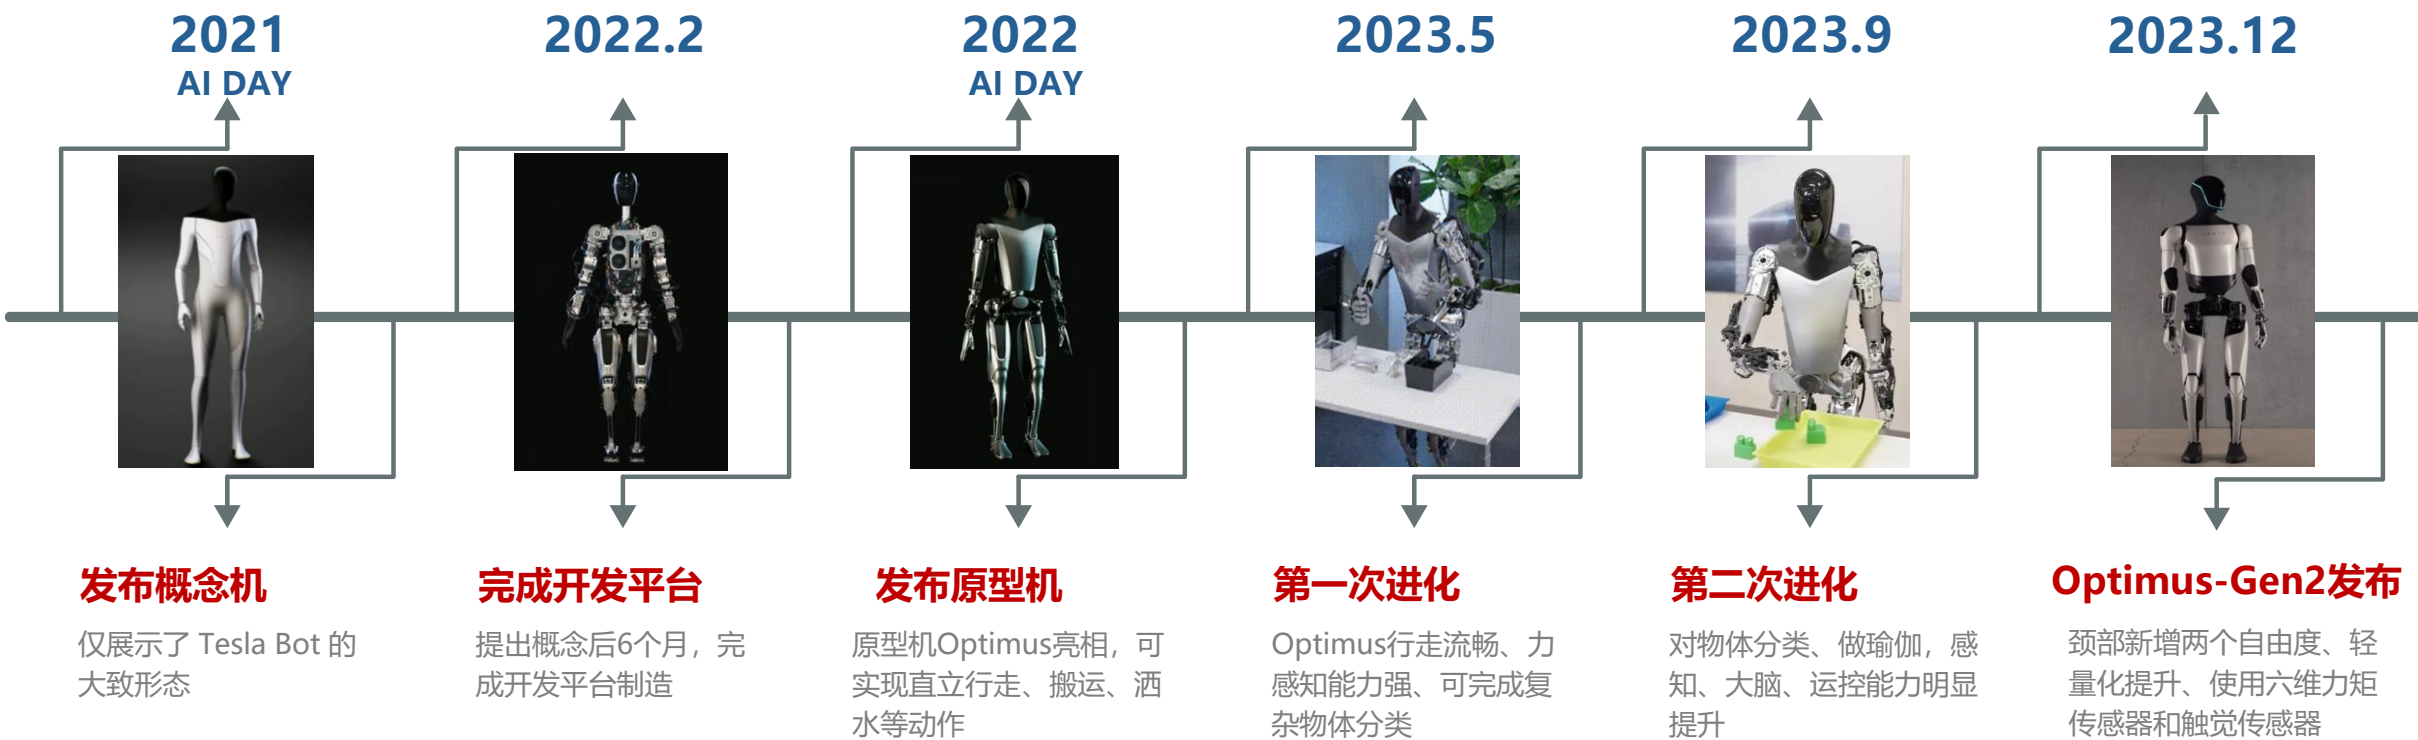 2021
AI DAY
2022.2
2022
AI DAY
2023.5
2023.9
2023.12
发布概念机
仅展示了 Tesla Bot 的
大致形态
完成开发平台
提出概念后6个月，完
成开发平台制造
发布原型机
原型机Optimus亮相，可
实现直立行走、搬运、洒
水等动作
第一次进化
Optimus行走流畅、力
感知能力强、可完成复
杂物体分类
第二次进化
对物体分类、做瑜伽，感
知、大脑、运控能力明显
提升
Optimus-Gen2发布
颈部新增两个自由度、轻
量化提升、使用六维力矩
传感器和触觉传感器